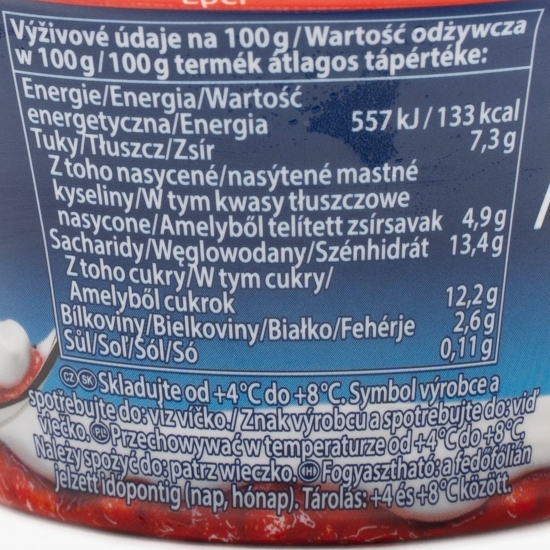 Eper
Výživové údaje na 100 g/Wartość odżywcza
w 100 g/100 g termék átlagos tápértéke:
Energie/Energia/Wartość
energetyczna/Energia 557 kJ/133 kcal
Tuky/Tłuszcz/Zsír 7,3 g
Z toho nasycené/nasýtené mastné
kyseliny/W tym kwasy tłuszczowe
nasycone/Amelyből telített zsírsavak 4,9 g
Sacharidy/Węglowodany/Szénhidrát 13,4 g
Z toho cukry/W tym cukry/
Amelyből cukrok 12,2 g
Bílkoviny/Bielkoviny/Białko/Fehérje 2,6 g
Sůl/Soľ/Sól/Só 0,11 g
CZ SK Skladujte od +4°C do +8°C. Symbol výrobce a
spotřebujte do: viz víčko./ Znak výrobcu a spotrebujte do: viď
viečko. PL Przechowywać w temperaturze od +4°C do +8°C.
Należy spożyć do: patrz wieczko. HU Fogyasztható: a fedőfólián
jelzett időpontig (nap, hónap). Tárolás: +4 és +8°C között.